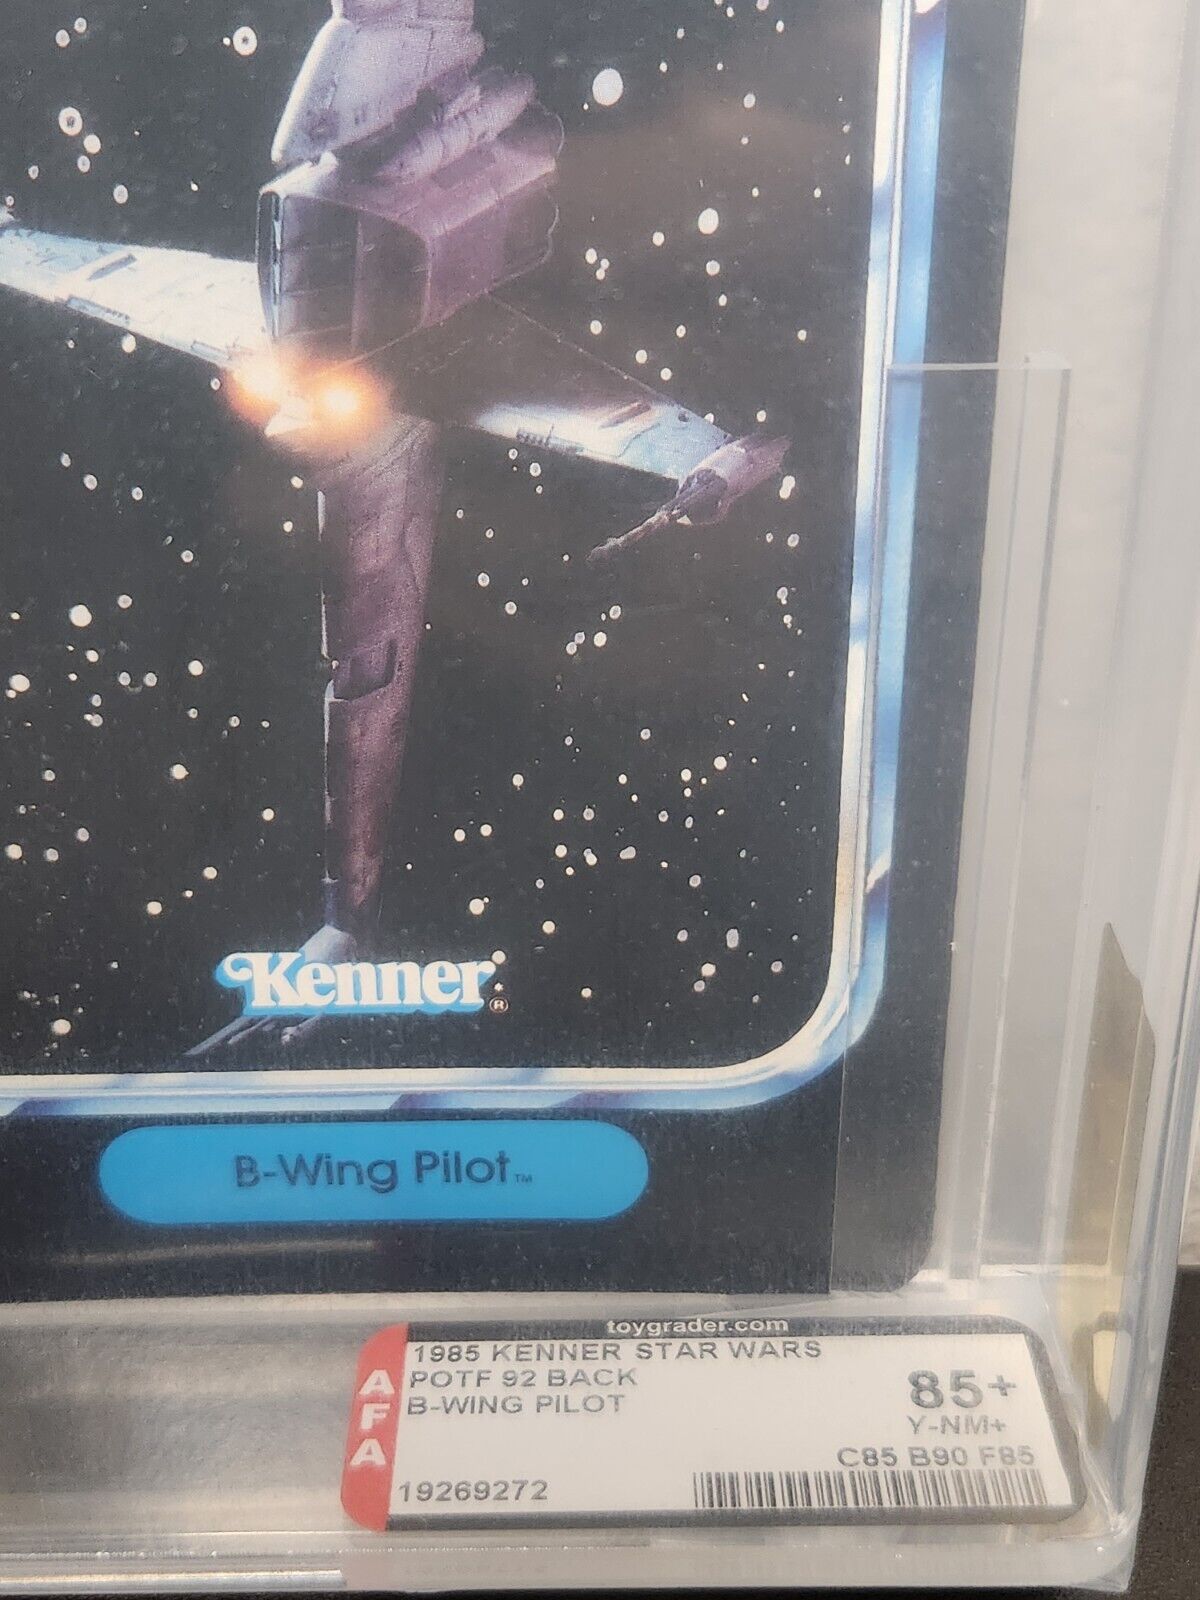 Kenner®
B-Wing Pilot™
toygrader.com
AFA
1985 KENNER STAR WARS
POTF 92 BACK
B-WING PILOT
85+
Y-NM+
C85 B90 F85
19269272